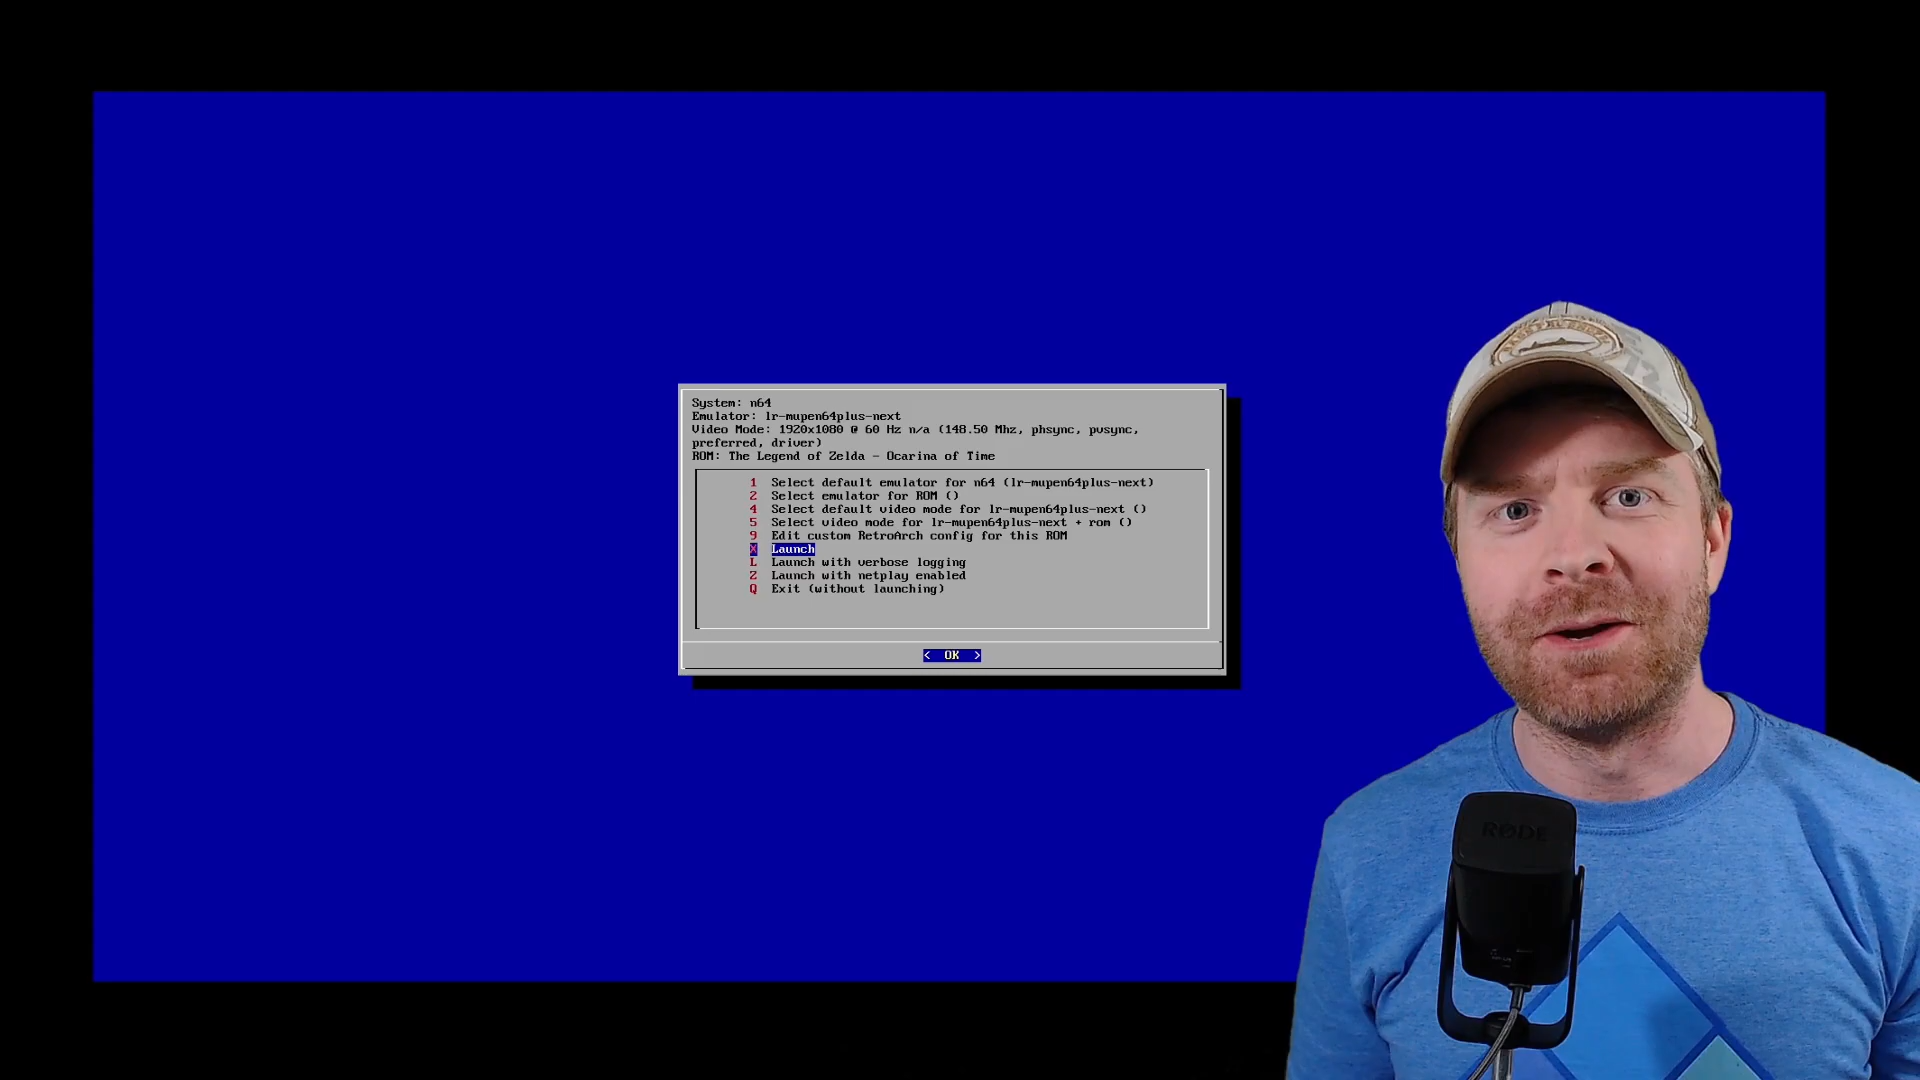 System: n64
Emulator: lr-mupen64plus-next
Video Mode: 1920x1080 @ 60 Hz n/a (148.50 Mhz, phsync, pvsync,
preferred, driver)
ROM: The Legend of Zelda - Ocarina of Time
1 Select default emulator for n64 (lr-mupen64plus-next)
2 Select emulator for ROM ()
4 Select default video mode for lr-mupen64plus-next ()
5 Select video mode for lr-mupen64plus-next + rom ()
9 Edit custom RetroArch config for this ROM
X Launch
L Launch with verbose logging
Z Launch with netplay enabled
Q Exit (without launching)
< OK >
RØDE